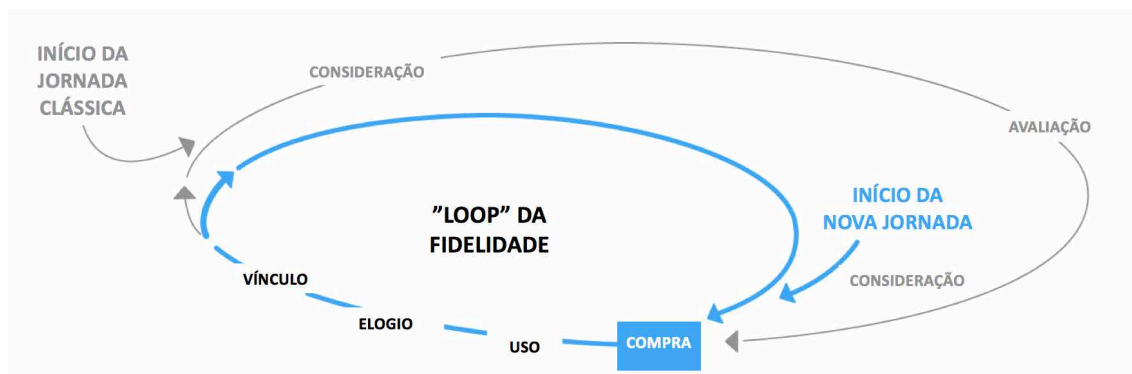 INÍCIO DA
JORNADA
CLÁSSICA
CONSIDERAÇÃO
AVALIAÇÃO
”LOOP” DA
FIDELIDADE
INÍCIO DA
NOVA JORNADA
CONSIDERAÇÃO
VÍNCULO
ELOGIO
USO
COMPRA